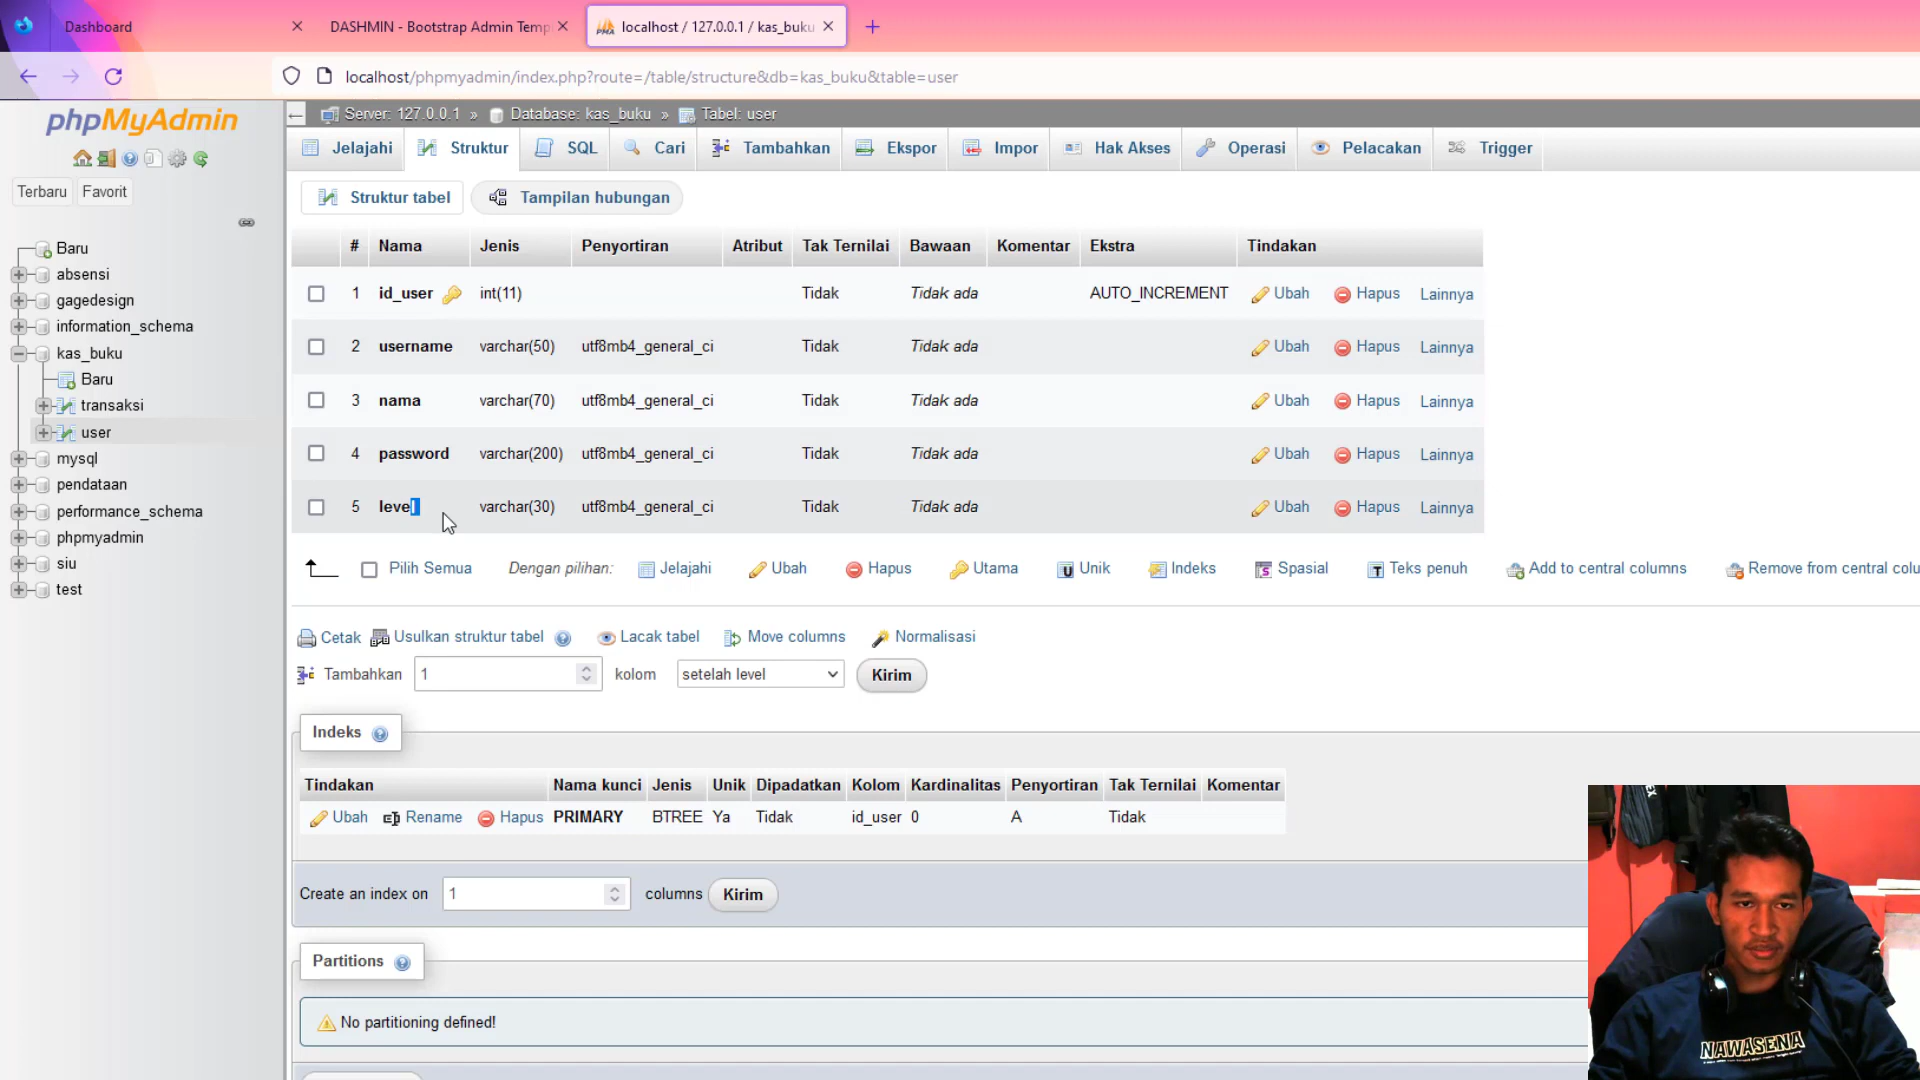 Dashboard
DASHMIN - Bootstrap Admin Temp
localhost / 127.0.0.1 / kas_buku
localhost/phpmyadmin/index.php?route=/table/structure&db=kas_buku&table=user
phpMyAdmin
Terbaru Favorit
Baru
absensi
gagedesign
information_schema
kas_buku
Baru
transaksi
user
mysql
pendataan
performance_schema
phpmyadmin
siu
test
Server: 127.0.0.1 » Database: kas_buku » Tabel: user
Jelajahi Struktur SQL Cari Tambahkan Ekspor Impor Hak Akses Operasi Pelacakan Trigger
Struktur tabel Tampilan hubungan
# Nama Jenis Penyortiran Atribut Tak Ternilai Bawaan Komentar Ekstra Tindakan
1 id_user int(11) Tidak Tidak ada AUTO_INCREMENT Ubah Hapus Lainnya
2 username varchar(50) utf8mb4_general_ci Tidak Tidak ada Ubah Hapus Lainnya
3 nama varchar(70) utf8mb4_general_ci Tidak Tidak ada Ubah Hapus Lainnya
4 password varchar(200) utf8mb4_general_ci Tidak Tidak ada Ubah Hapus Lainnya
5 level varchar(30) utf8mb4_general_ci Tidak Tidak ada Ubah Hapus Lainnya
Pilih Semua Dengan pilihan: Jelajahi Ubah Hapus Utama Unik Indeks Spasial Teks penuh Add to central columns Remove from central colu
Cetak Usulkan struktur tabel Lacak tabel Move columns Normalisasi
Tambahkan 1 kolom setelah level Kirim
Indeks
Tindakan Nama kunci Jenis Unik Dipadatkan Kolom Kardinalitas Penyortiran Tak Ternilai Komentar
Ubah Rename Hapus PRIMARY BTREE Ya Tidak id_user 0 A Tidak
Create an index on 1 columns Kirim
Partitions
No partitioning defined!
NAWASENA